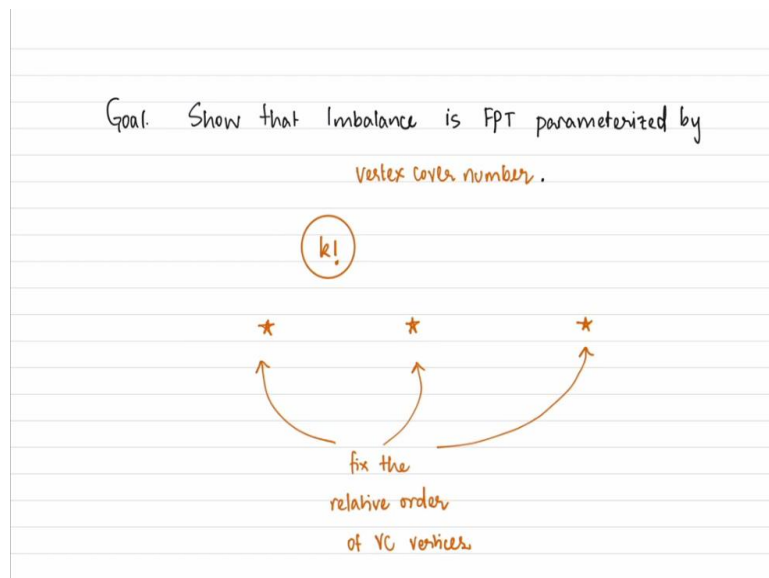 Goal. Show that Imbalance is FPT parameterized by
vertex cover number.
k!
fix the
relative order
of VC vertices